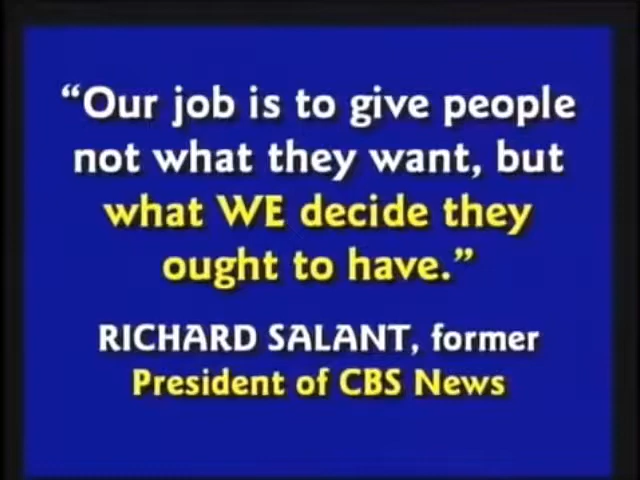 “Our job is to give people
not what they want, but
what WE decide they
ought to have.”
RICHARD SALANT, former
President of CBS News